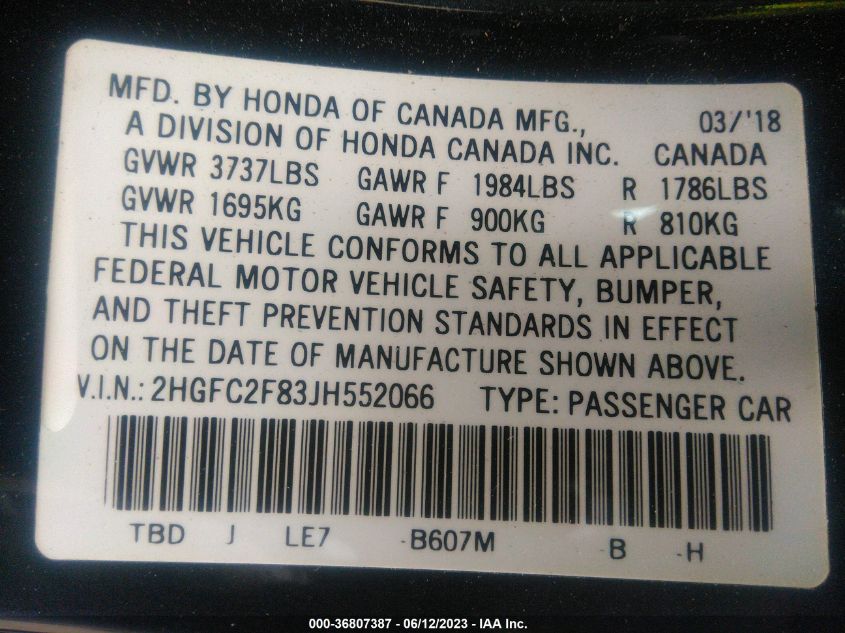 MFD. BY HONDA OF CANADA MFG., 03/'18
A DIVISION OF HONDA CANADA INC. CANADA
GVWR 3737LBS GAWR F 1984LBS R 1786LBS
GVWR 1695KG GAWR F 900KG R 810KG
THIS VEHICLE CONFORMS TO ALL APPLICABLE
FEDERAL MOTOR VEHICLE SAFETY, BUMPER,
AND THEFT PREVENTION STANDARDS IN EFFECT
ON THE DATE OF MANUFACTURE SHOWN ABOVE.
V.I.N.: 2HGFC2F83JH552066 TYPE: PASSENGER CAR
TBD J LE7 -B607M -B -H
000-36807387 - 06/12/2023 - IAA Inc.